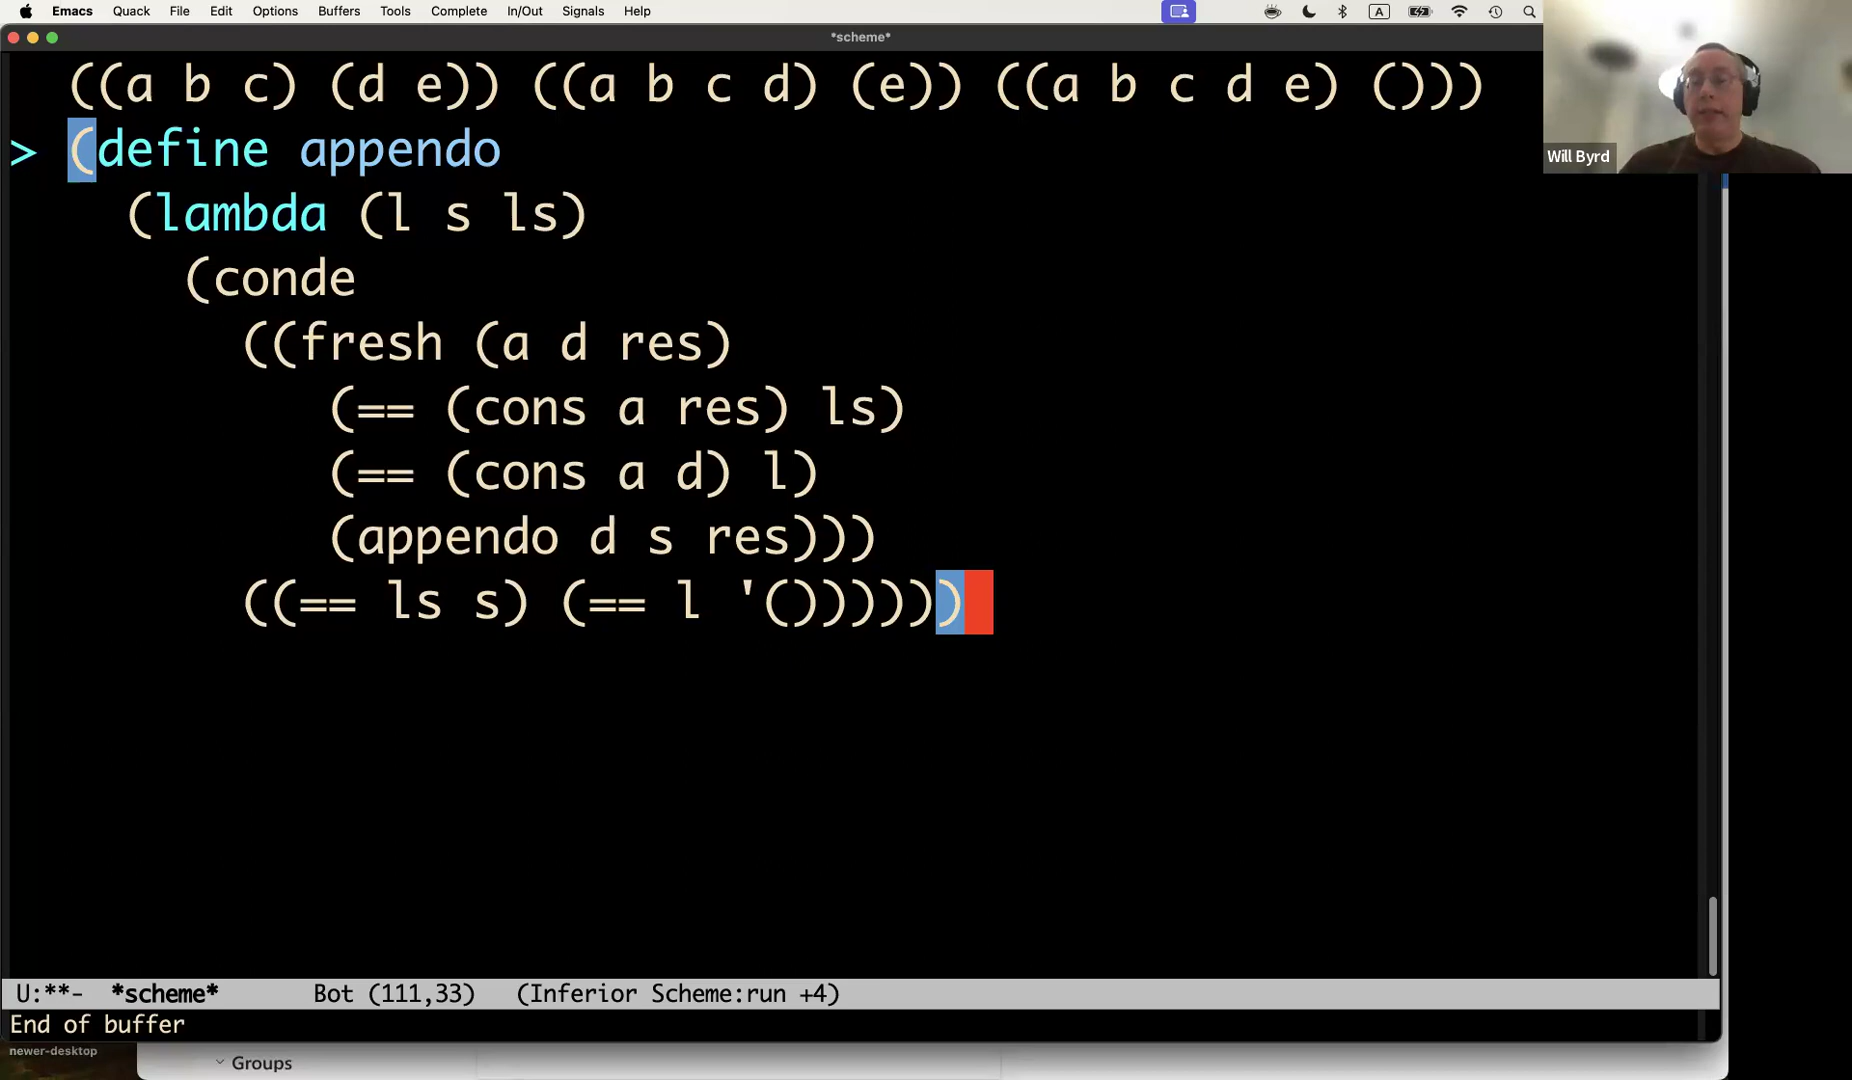 Emacs Quack File Edit Options Buffers Tools Complete In/Out Signals Help
A
*scheme*
((a b c) (d e)) ((a b c d) (e)) ((a b c d e) ()))
> (define appendo
(lambda (l s ls)
(conde
((fresh (a d res)
(== (cons a res) ls)
(== (cons a d) l)
(appendo d s res)))
((== ls s) (== l '())))))
Will Byrd
U:**- *scheme* Bot (111,33) (Inferior Scheme:run +4)
End of buffer
newer-desktop
Groups